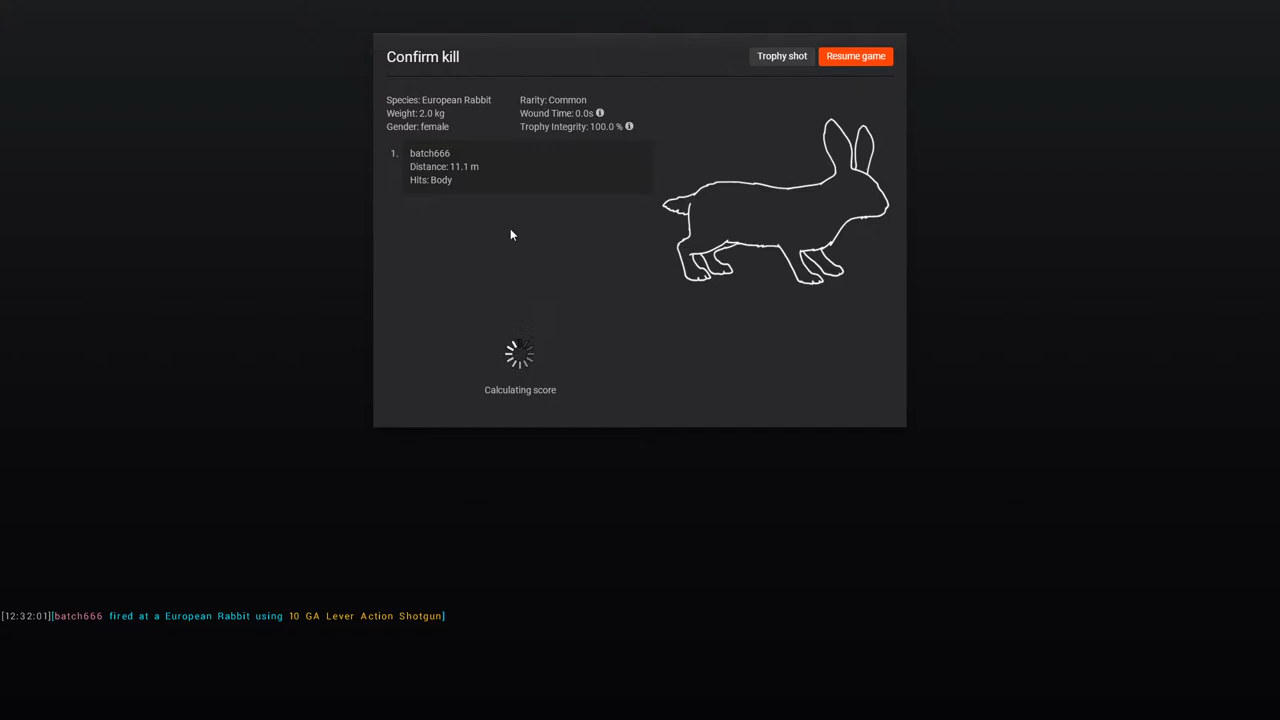 Confirm kill
Trophy shot
Resume game
Species: European Rabbit
Rarity: Common
Weight: 2.0 kg
Wound Time: 0.0s
Gender: female
Trophy Integrity: 100.0 %
1. batch666
Distance: 11.1 m
Hits: Body
Calculating score
[12:32:01][batch666 fired at a European Rabbit using 10 GA Lever Action Shotgun]